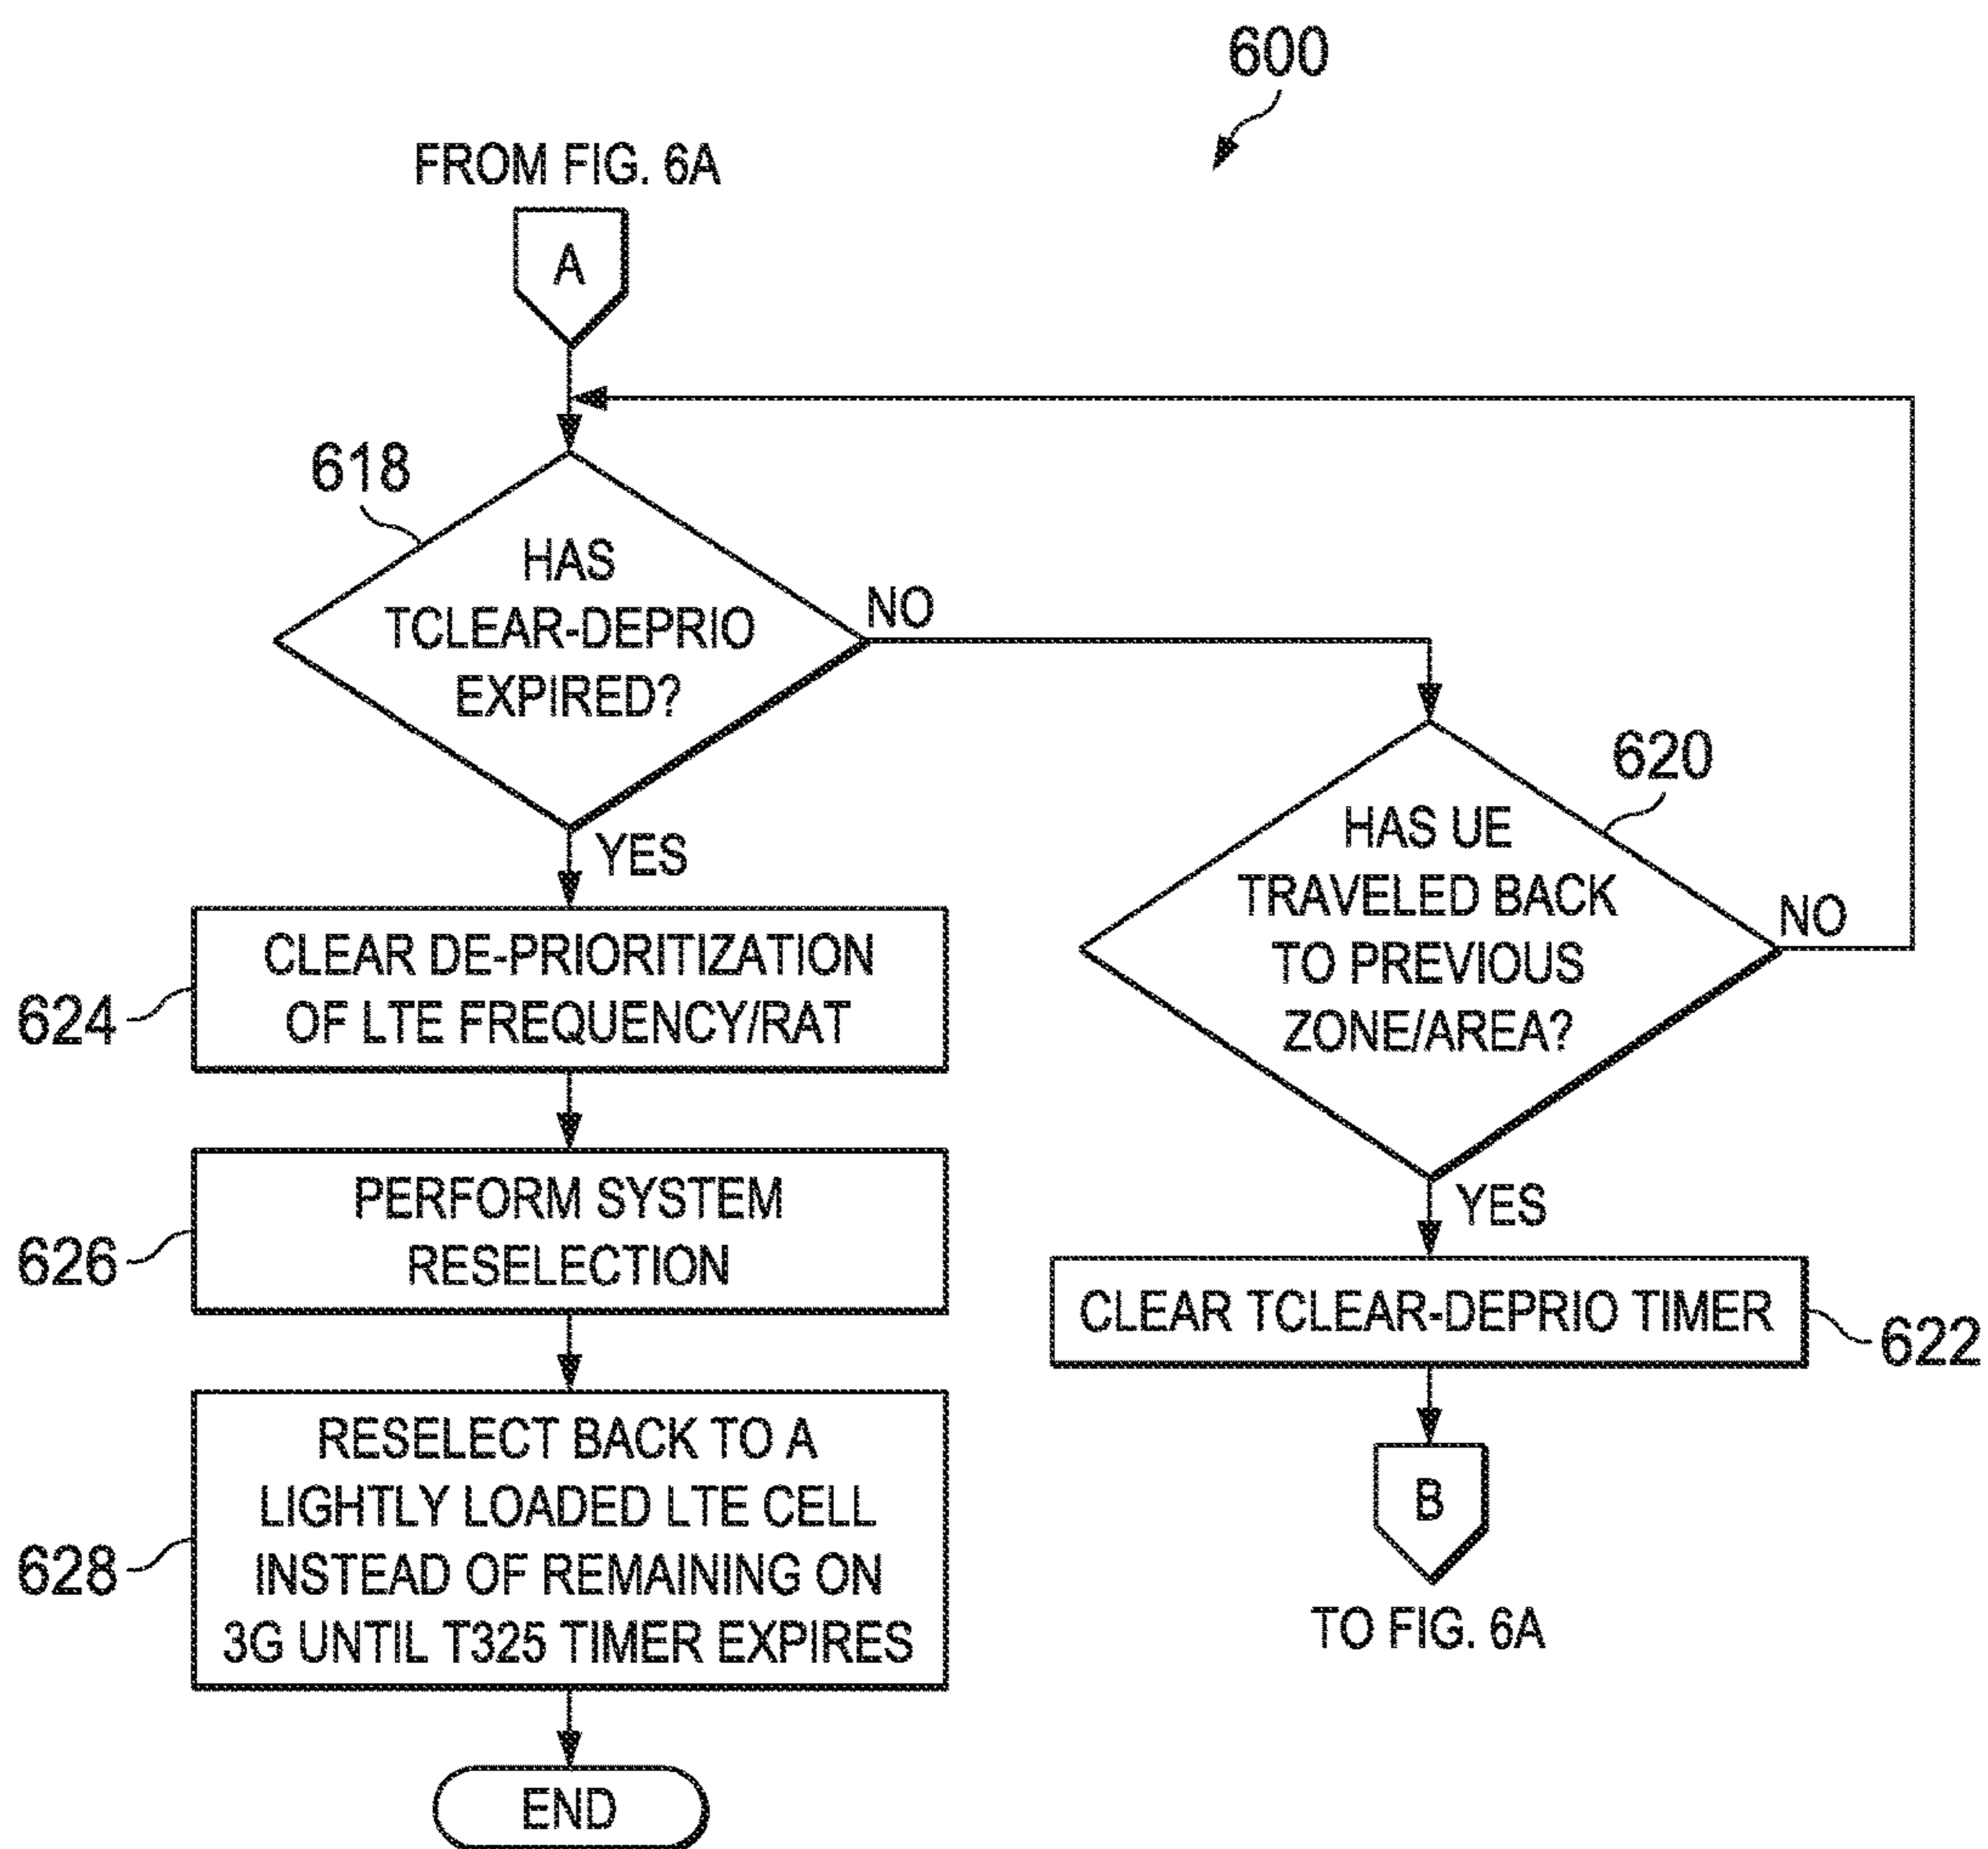 600
FROM FIG. 6A
A
618
HAS
TCLEAR-DEPRIO
EXPIRED?
NO
YES
620
HAS UE
TRAVELED BACK
TO PREVIOUS
ZONE/AREA?
NO
YES
624
CLEAR DE-PRIORITIZATION
OF LTE FREQUENCY/RAT
626
PERFORM SYSTEM
RESELECTION
CLEAR TCLEAR-DEPRIO TIMER
622
628
RESELECT BACK TO A
LIGHTLY LOADED LTE CELL
INSTEAD OF REMAINING ON
3G UNTIL T325 TIMER EXPIRES
B
TO FIG. 6A
END